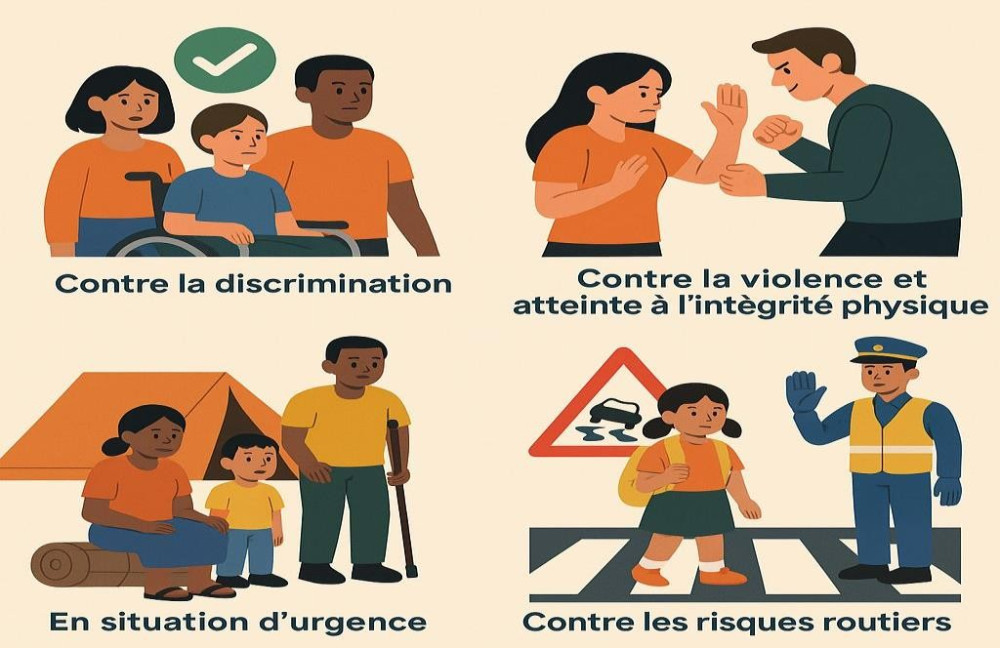 Contre la discrimination
Contre la violence et
atteinte à l'intègrité physique
En situation d'urgence
Contre les risques routiers